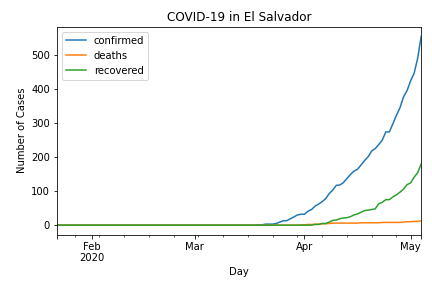 COVID-19 in El Salvador
confirmed
deaths
recovered
Number of Cases
500
400
300
200
100
0
Feb
2020
Mar
Apr
May
Day